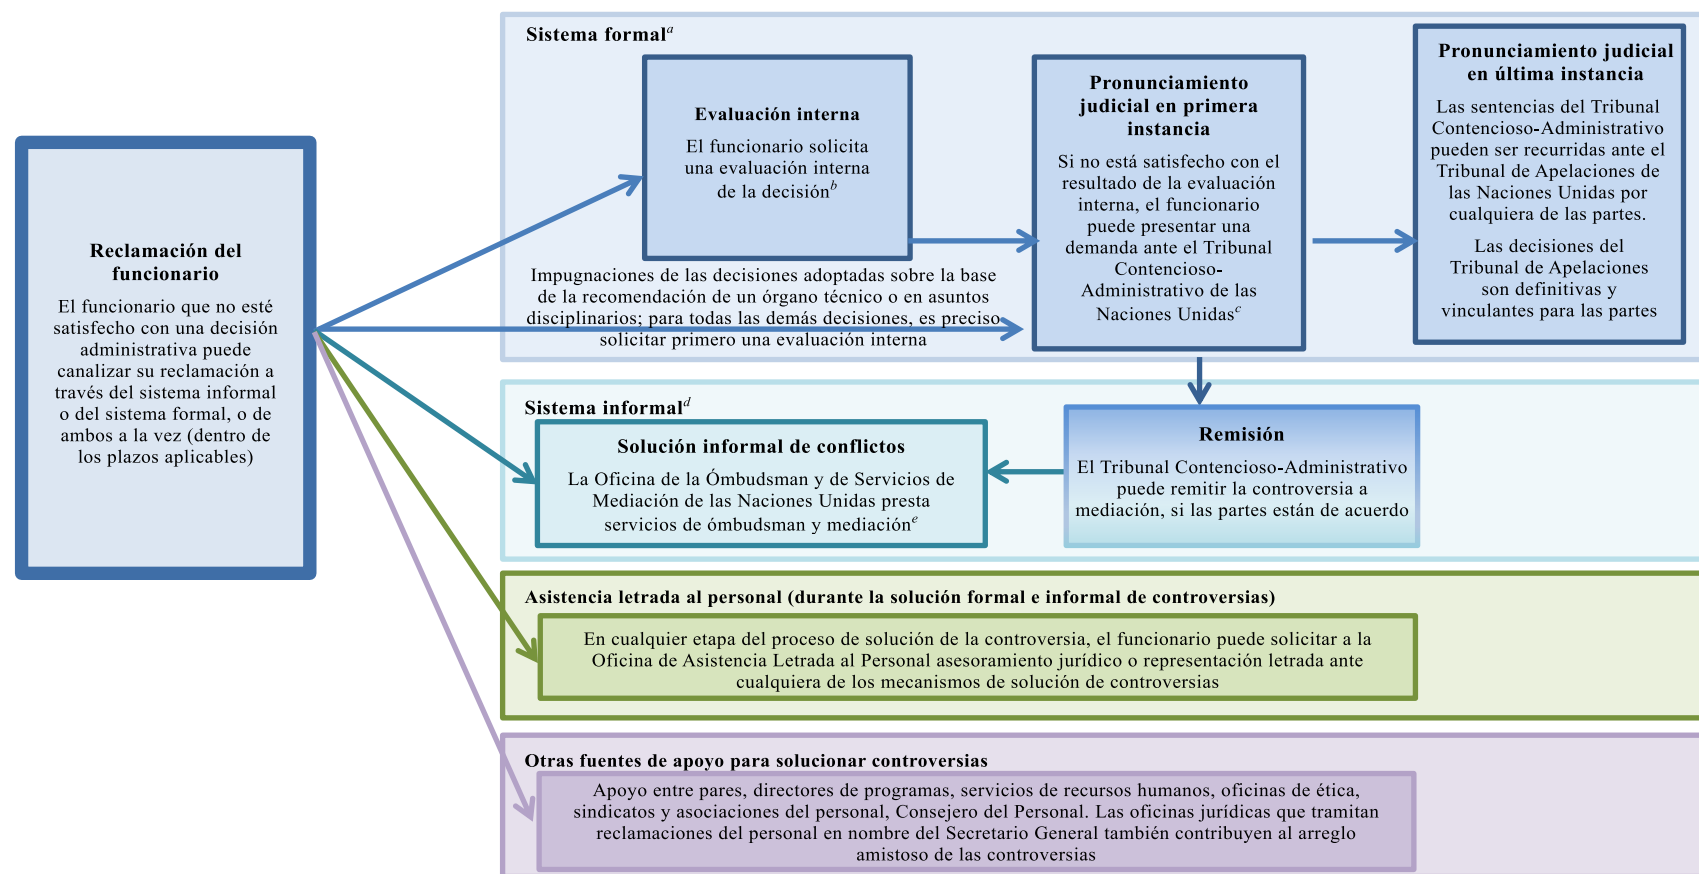 Reclamación del
funcionario
El funcionario que no esté
satisfecho con una decisión
administrativa puede
canalizar su reclamación a
través del sistema informal
o del sistema formal, o de
ambos a la vez (dentro de
los plazos aplicables)
Sistema formalᵃ
Evaluación interna
El funcionario solicita
una evaluación interna
de la decisiónᵇ
Impugnaciones de las decisiones adoptadas sobre la base
de la recomendación de un órgano técnico o en asuntos
disciplinarios; para todas las demás decisiones, es preciso
solicitar primero una evaluación interna
Pronunciamiento
judicial en primera
instancia
Si no está satisfecho con el
resultado de la evaluación
interna, el funcionario
puede presentar una
demanda ante el Tribunal
Contencioso-
Administrativo de las
Naciones Unidasᶜ
Pronunciamiento judicial
en última instancia
Las sentencias del Tribunal
Contencioso-Administrativo
pueden ser recurridas ante el
Tribunal de Apelaciones de
las Naciones Unidas por
cualquiera de las partes.
Las decisiones del
Tribunal de Apelaciones
son definitivas y
vinculantes para las partes
Sistema informalᵈ
Solución informal de conflictos
La Oficina de la Ómbudsman y de Servicios de
Mediación de las Naciones Unidas presta
servicios de ómbudsman y mediaciónᵉ
Remisión
El Tribunal Contencioso-Administrativo
puede remitir la controversia a
mediación, si las partes están de acuerdo
Asistencia letrada al personal (durante la solución formal e informal de controversias)
En cualquier etapa del proceso de solución de la controversia, el funcionario puede solicitar a la
Oficina de Asistencia Letrada al Personal asesoramiento jurídico o representación letrada ante
cualquiera de los mecanismos de solución de controversias
Otras fuentes de apoyo para solucionar controversias
Apoyo entre pares, directores de programas, servicios de recursos humanos, oficinas de ética,
sindicatos y asociaciones del personal, Consejero del Personal. Las oficinas jurídicas que tramitan
reclamaciones del personal en nombre del Secretario General también contribuyen al arreglo
amistoso de las controversias